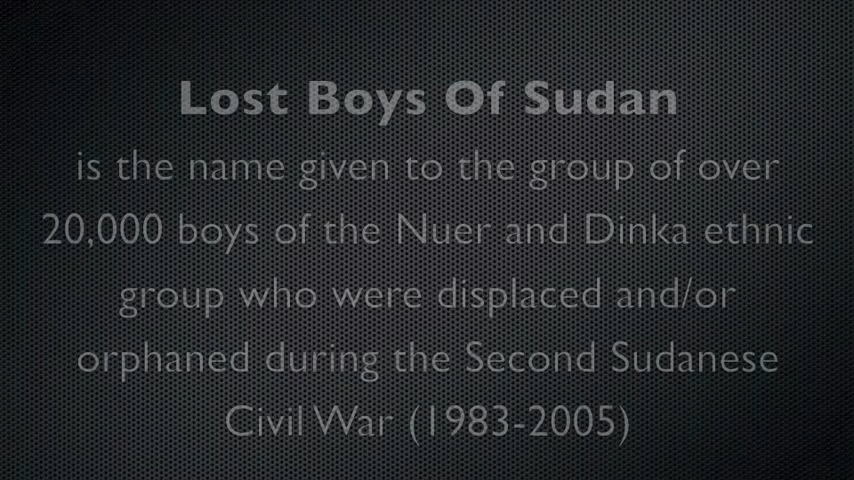 Lost Boys Of Sudan
is the name given to the group of over
20,000 boys of the Nuer and Dinka ethnic
group who were displaced and/or
orphaned during the Second Sudanese
Civil War (1983-2005)